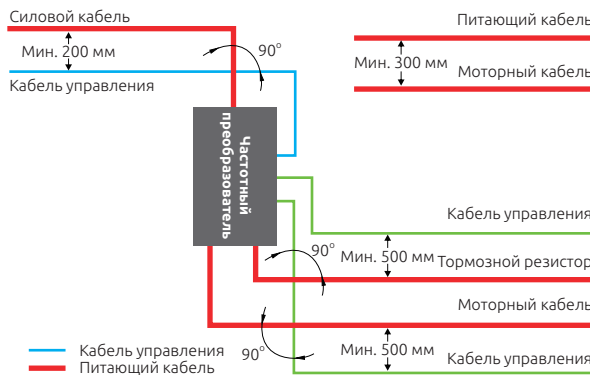 Силовой кабель
Мин. 200 мм
90°
Кабель управления
Питающий кабель
Мин. 300 мм
Моторный кабель
Частотный
преобразователь
Кабель управления
90°
Мин. 500 мм
Тормозной резистор
Моторный кабель
90°
Мин. 500 мм
Кабель управления
Кабель управления
Питающий кабель